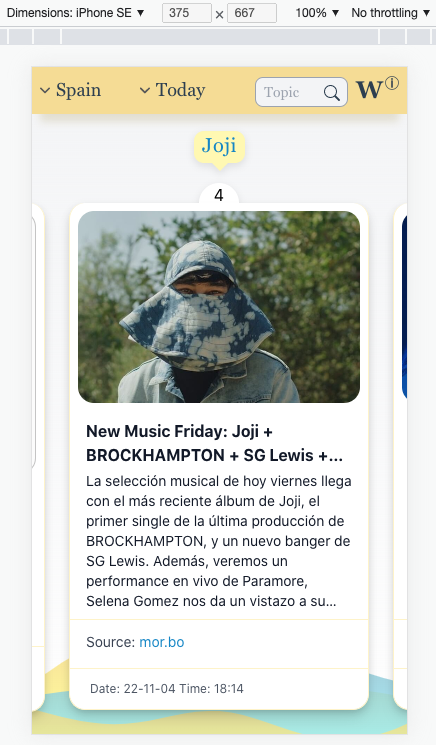 Dimensions: iPhone SE ▼ 375 × 667 100% ▼ No throttling ▼
Spain Today Topic W ⓘ
Joji
4
New Music Friday: Joji +
BROCKHAMPTON + SG Lewis +...
La selección musical de hoy viernes llega
con el más reciente álbum de Joji, el
primer single de la última producción de
BROCKHAMPTON, y un nuevo banger de
SG Lewis. Además, veremos un
performance en vivo de Paramore,
Selena Gomez nos da un vistazo a su...
Source: mor.bo
Date: 22-11-04 Time: 18:14